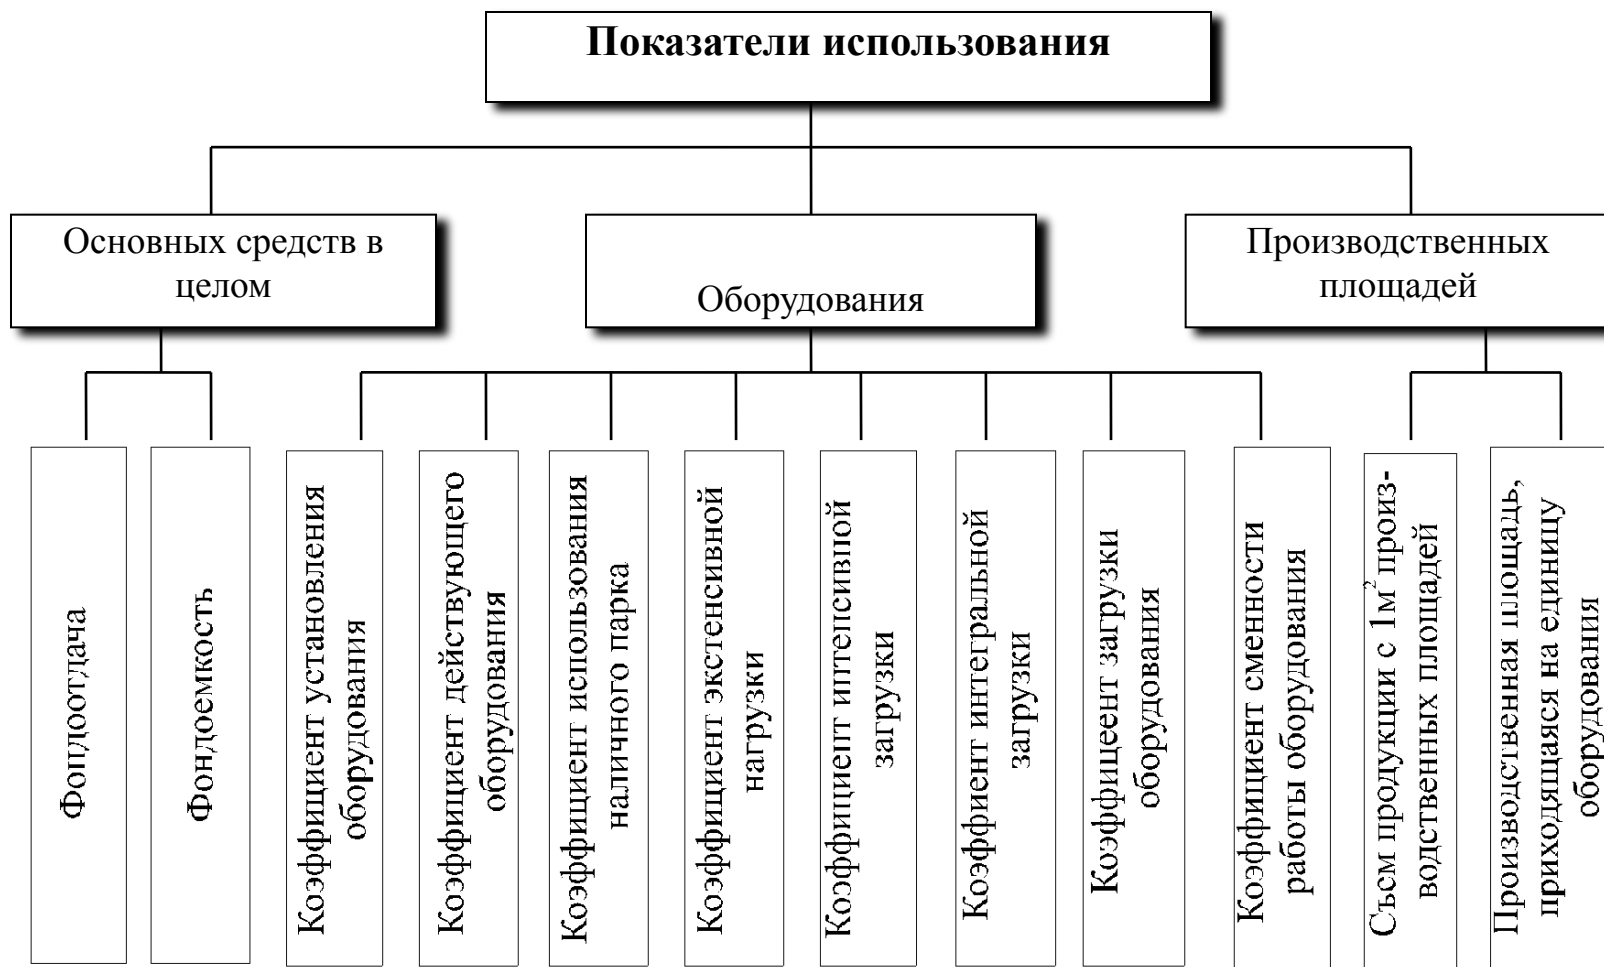 Показатели использования
Основных средств в
целом
Оборудования
Производственных
площадей
Фондоотдача
Фондоемкость
Коэффициент установления
оборудования
Коэффициент действующего
оборудования
Коэффициент использования
наличного парка
Коэффициент экстенсивной
нагрузки
Коэффициент интенсивной
загрузки
Коэффиент интегральной
загрузки
Коэффицеент загрузки
оборудования
Коэффициент сменности
работы оборудования
Съем продукции с 1м² произ-
водственных площадей
Производственная площадь,
приходящаяся на единицу
оборудования